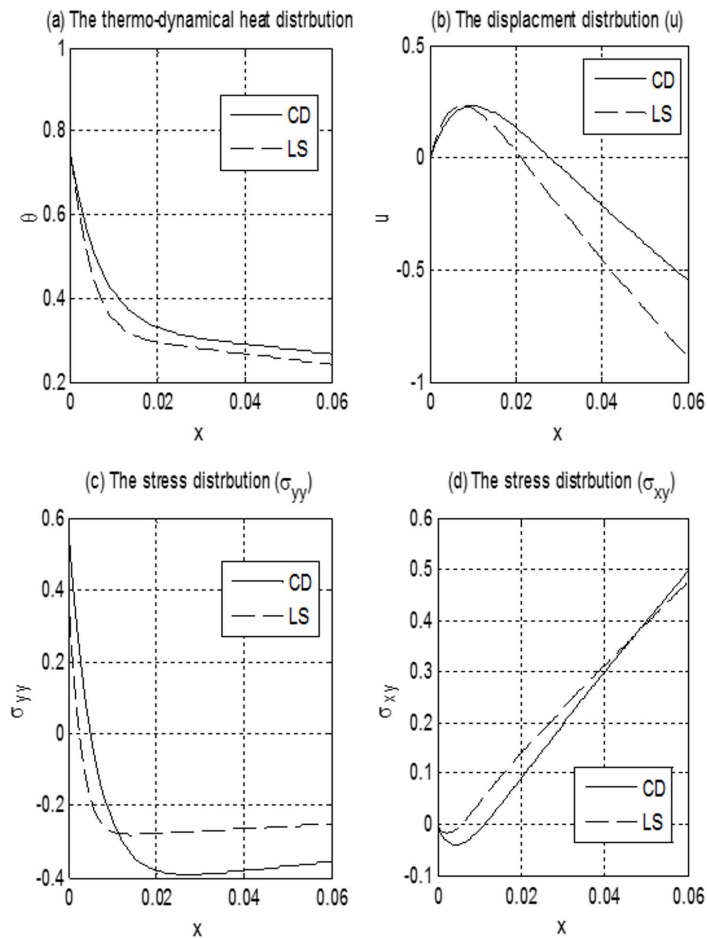 (a) The thermo-dynamical heat distrbution
1
0.8
0.6
0.4
0.2
θ
0
0.02
0.04
0.06
x
CD
LS
(b) The displacment distrbution (u)
0.5
0
-0.5
-1
u
0
0.02
0.04
0.06
x
CD
LS
(c) The stress distrbution (σyy)
0.6
0.4
0.2
0
-0.2
-0.4
σyy
0
0.02
0.04
0.06
x
CD
LS
(d) The stress distrbution (σxy)
0.6
0.5
0.4
0.3
0.2
0.1
0
-0.1
σxy
0
0.02
0.04
0.06
x
CD
LS